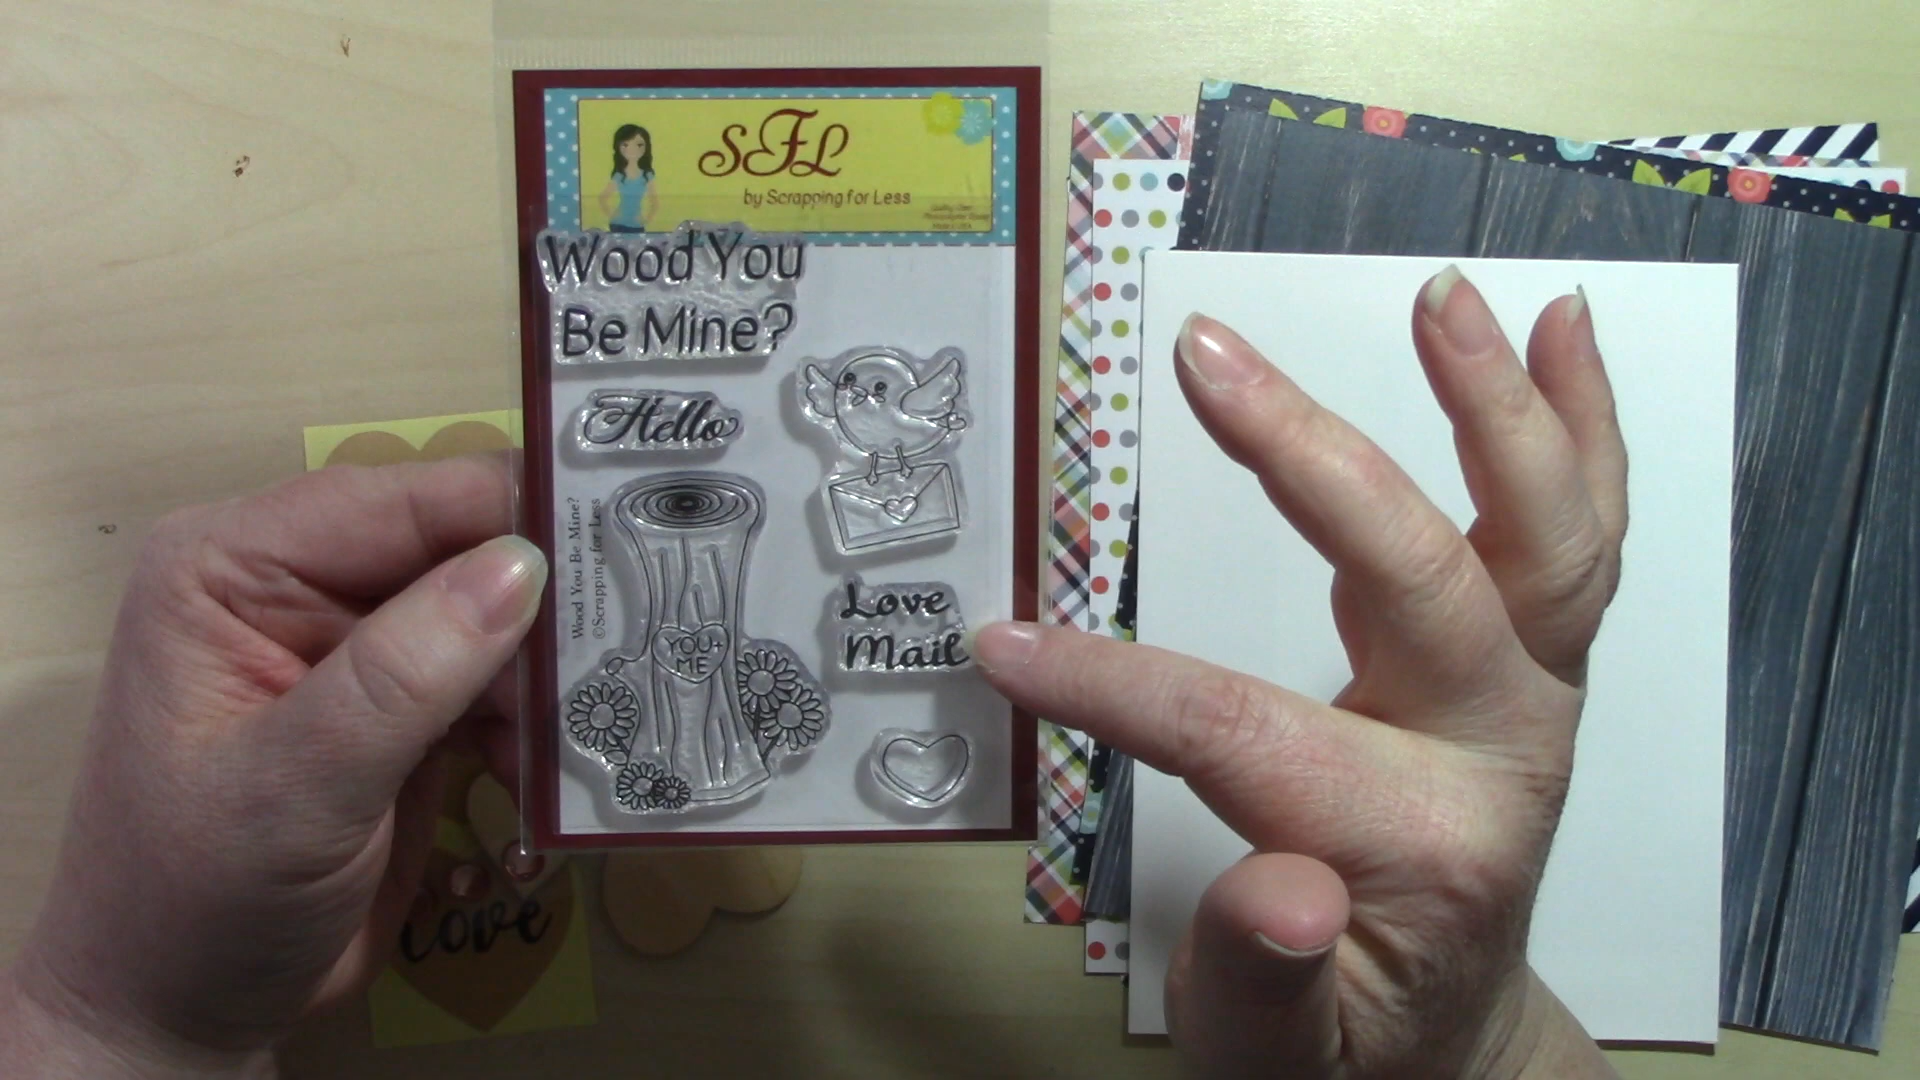 SFL
by Scrapping for Less
Wood You
Be Mine?
Hello
Wood You Be Mine?
©Scrapping for Less
YOU+
ME
Love
Mail
Love